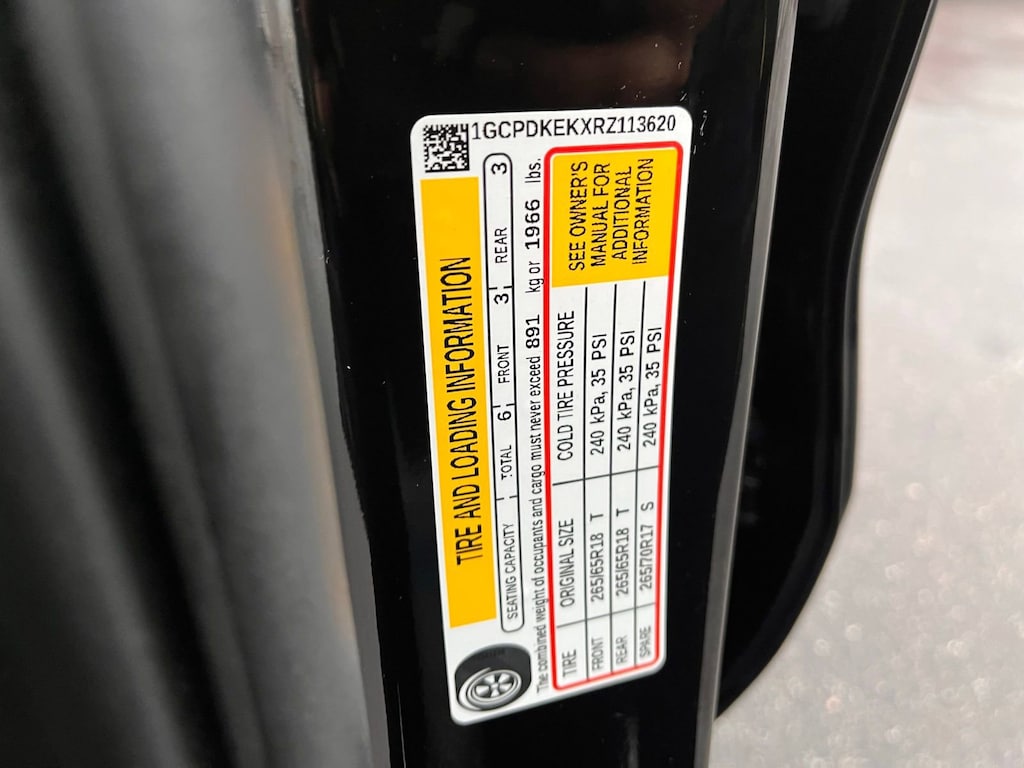 1GCPDKEKXRZ113620
TIRE AND LOADING INFORMATION
SEATING CAPACITY TOTAL 6 FRONT 3 REAR 3
The combined weight of occupants and cargo must never exceed 891 kg or 1966 lbs.
TIRE ORIGINAL SIZE COLD TIRE PRESSURE
FRONT 265/65R18 T 240 kPa, 35 PSI
REAR 265/65R18 T 240 kPa, 35 PSI
SPARE 265/70R17 S 240 kPa, 35 PSI
SEE OWNER'S
MANUAL FOR
ADDITIONAL
INFORMATION